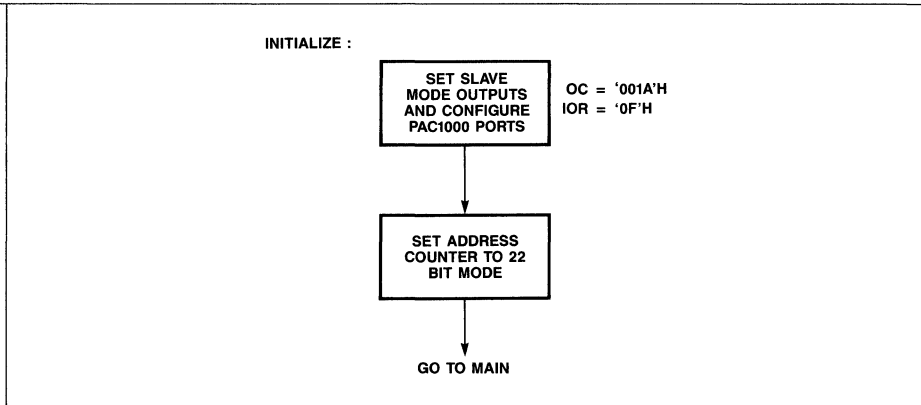 INITIALIZE :
SET SLAVE
MODE OUTPUTS
AND CONFIGURE
PAC1000 PORTS
OC = '001A'H
IOR = '0F'H
SET ADDRESS
COUNTER TO 22
BIT MODE
GO TO MAIN